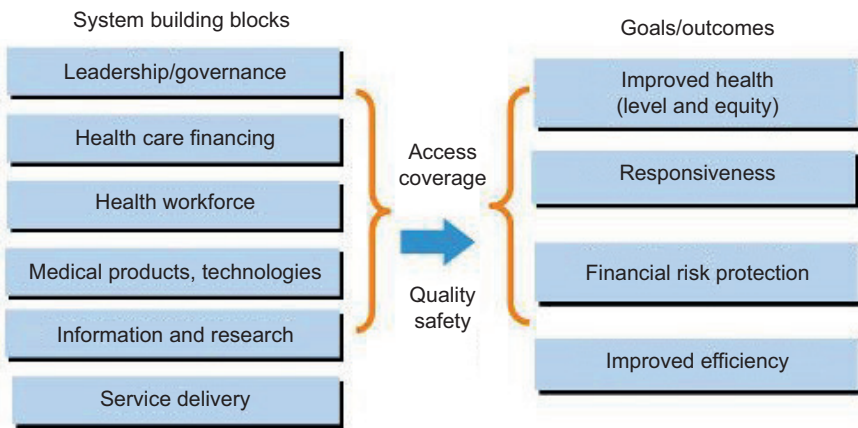 System building blocks
Leadership/governance
Health care financing
Health workforce
Medical products, technologies
Information and research
Service delivery
Access
coverage
Quality
safety
Goals/outcomes
Improved health
(level and equity)
Responsiveness
Financial risk protection
Improved efficiency